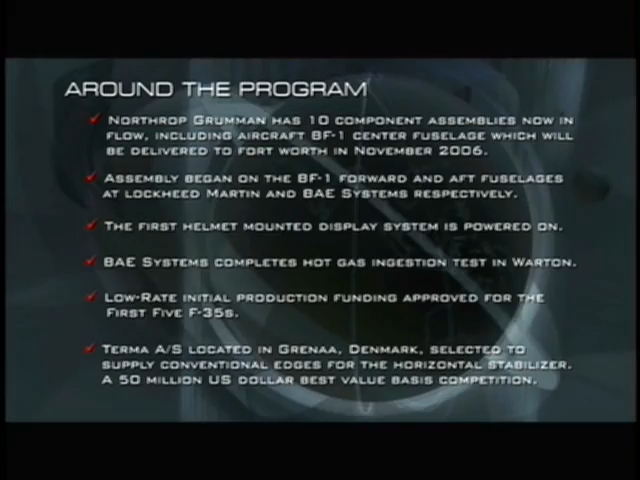 AROUND THE PROGRAM
NORTHROP GRUMMAN HAS 10 COMPONENT ASSEMBLIES NOW IN
FLOW, INCLUDING AIRCRAFT BF-1 CENTER FUSELAGE WHICH WILL
BE DELIVERED TO FORT WORTH IN NOVEMBER 2006.
ASSEMBLY BEGAN ON THE BF-1 FORWARD AND AFT FUSELAGES
AT LOCKHEED MARTIN AND BAE SYSTEMS RESPECTIVELY.
THE FIRST HELMET MOUNTED DISPLAY SYSTEM IS POWERED ON.
BAE SYSTEMS COMPLETES HOT GAS INGESTION TEST IN WARTON.
LOW-RATE INITIAL PRODUCTION FUNDING APPROVED FOR THE
FIRST FIVE F-35S.
TERMA A/S LOCATED IN GRENAA, DENMARK, SELECTED TO
SUPPLY CONVENTIONAL EDGES FOR THE HORIZONTAL STABILIZER.
A 50 MILLION US DOLLAR BEST VALUE BASIS COMPETITION.